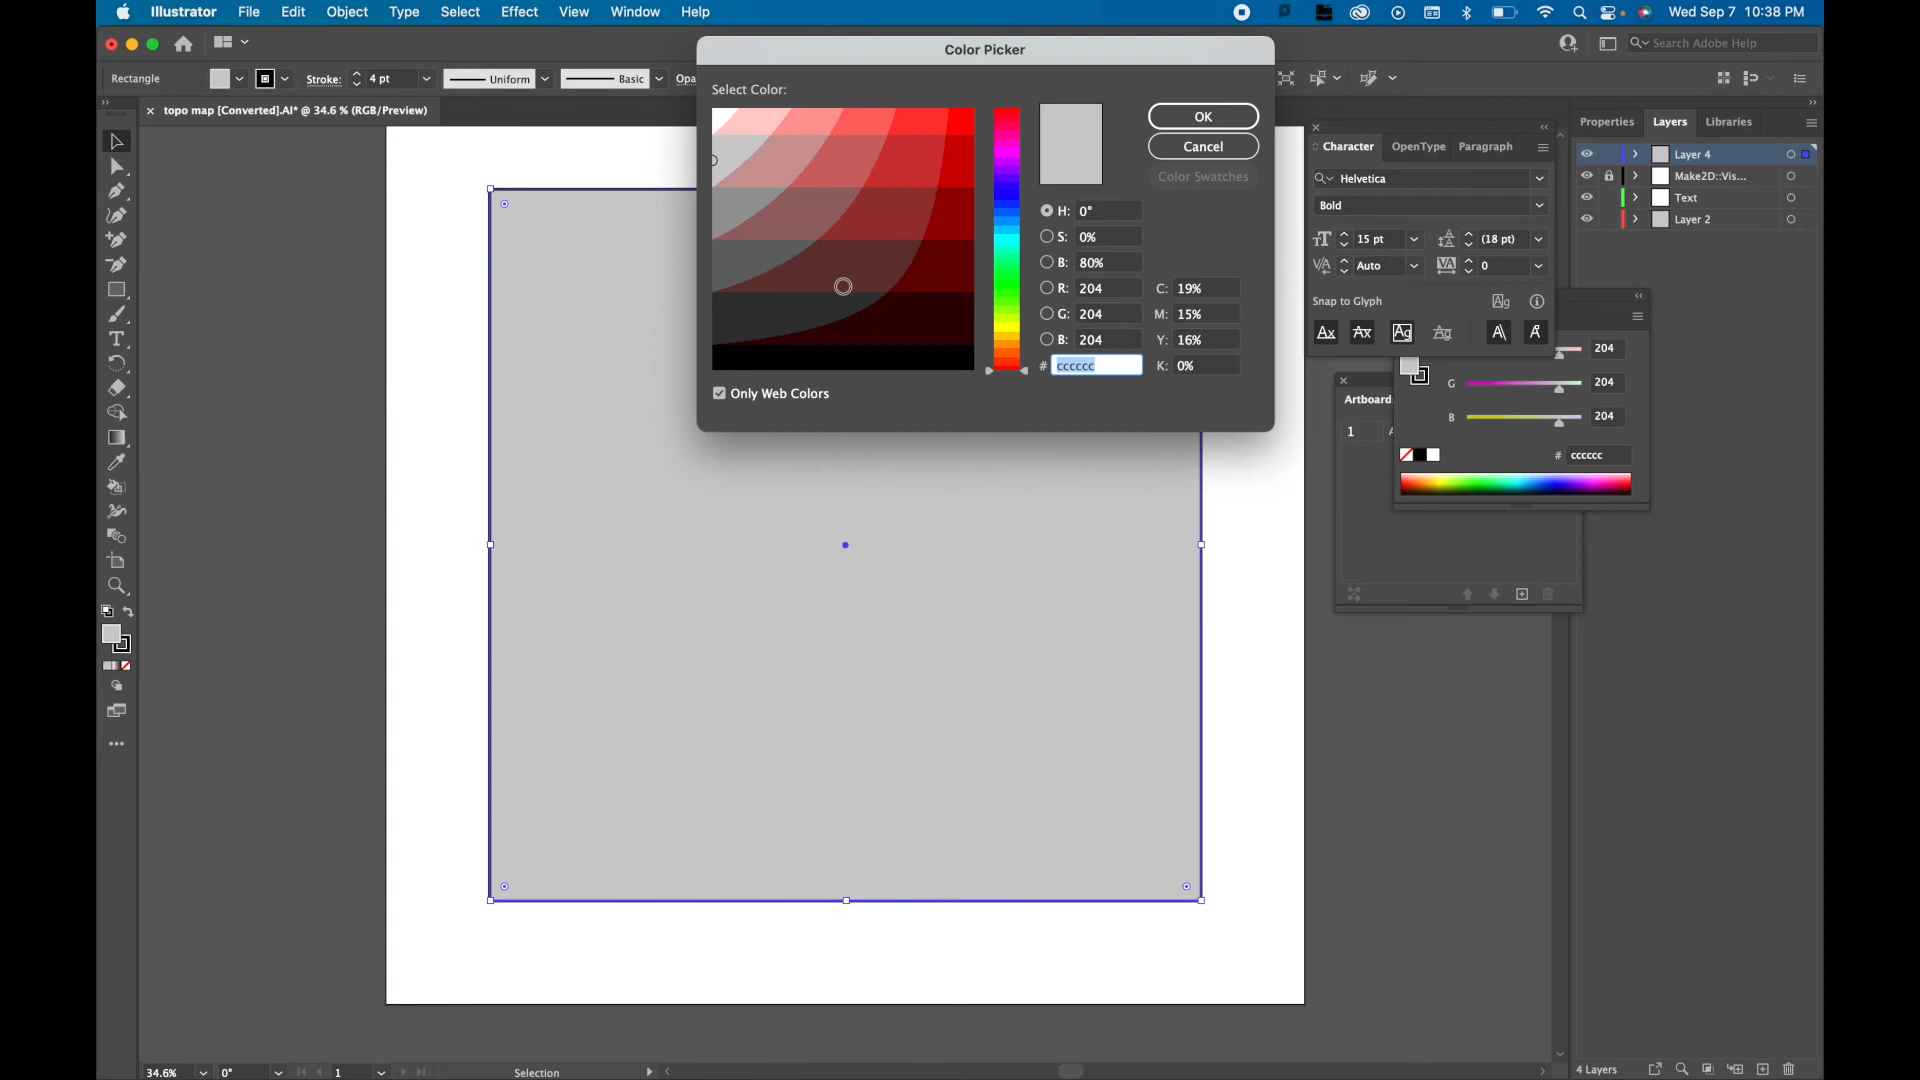 Illustrator File Edit Object Type Select Effect View Window Help
Wed Sep 7 10:38 PM
Search Adobe Help
Rectangle
Stroke:
4 pt
Uniform
Basic
Opa
topo map [Converted].AI* @ 34.6 % (RGB/Preview)
Color Picker
Select Color:
OK
Cancel
Color Swatches
H: 0°
S: 0%
B: 80%
R: 204
G: 204
B: 204
# cccccc
C: 19%
M: 15%
Y: 16%
K: 0%
Only Web Colors
Character OpenType Paragraph
Helvetica
Bold
15 pt
(18 pt)
Auto
0
Snap to Glyph
204
G 204
B 204
# cccccc
Artboard
1
Properties Layers Libraries
Layer 4
Make2D::Vis...
Text
Layer 2
34.6%
0°
1
Selection
4 Layers